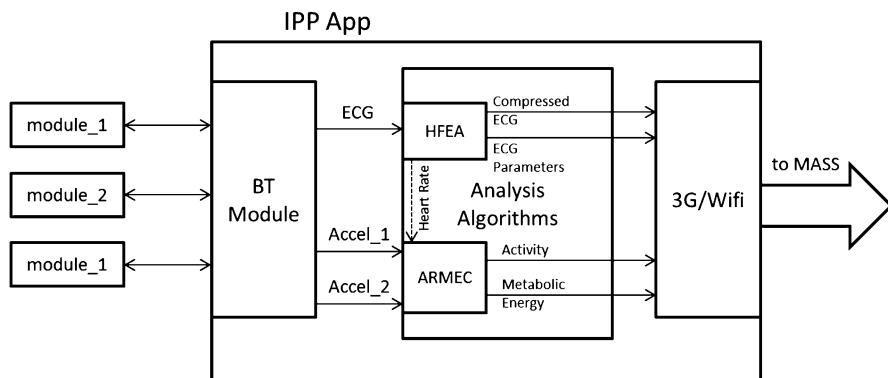 IPP App
module_1
module_2
module_1
BT
Module
ECG
Accel_1
Accel_2
HFEA
Heart Rate
ARMEC
Compressed
ECG
ECG
Parameters
Analysis
Algorithms
Activity
Metabolic
Energy
3G/Wifi
to MASS